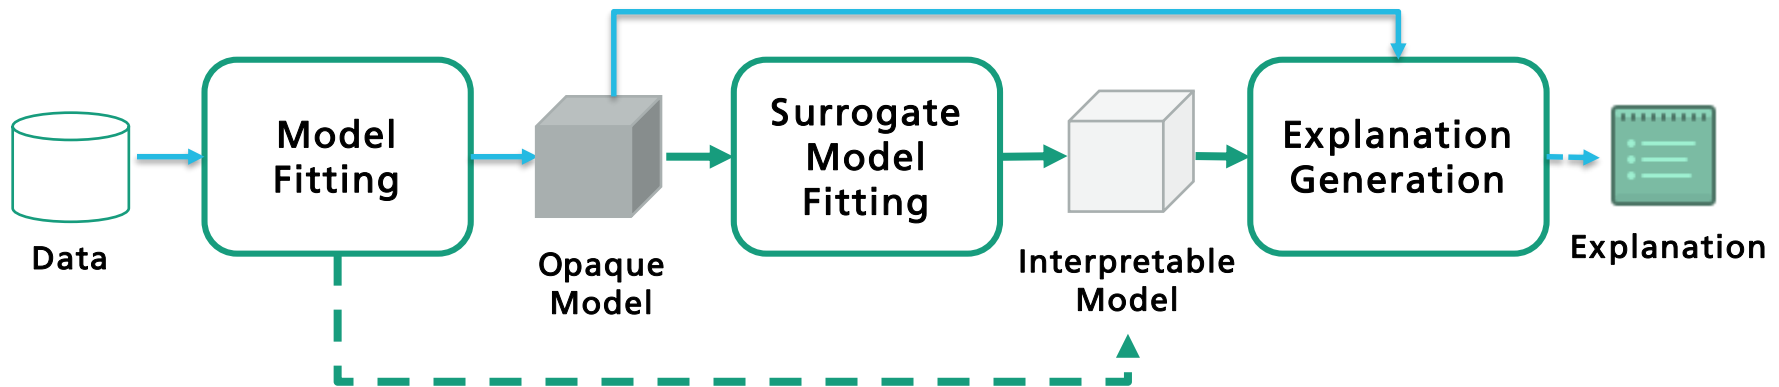 Data
Model
Fitting
Opaque
Model
Surrogate
Model
Fitting
Interpretable
Model
Explanation
Generation
Explanation